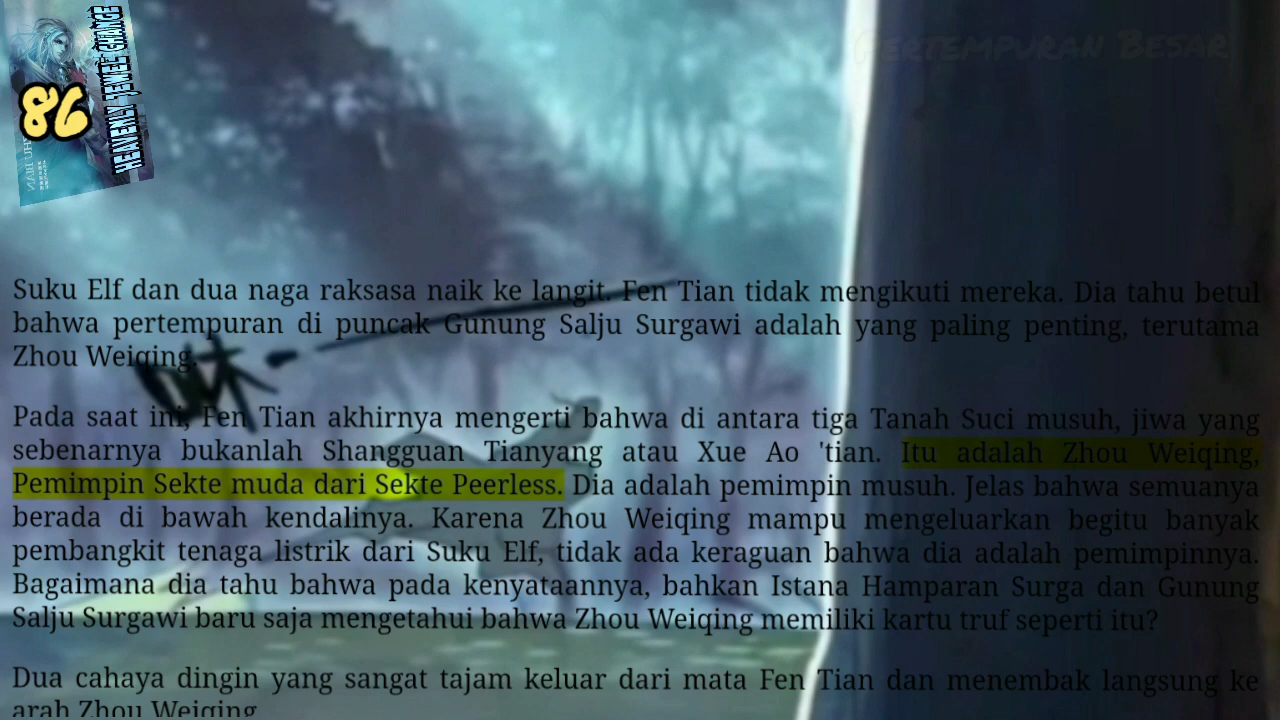 Pertempuran Besar
86
HEAVENLY JEWEL CHANGE
Suku Elf dan dua naga raksasa naik ke langit. Fen Tian tidak mengikuti mereka. Dia tahu betul
bahwa pertempuran di puncak Gunung Salju Surgawi adalah yang paling penting, terutama
Zhou Weiqing.
Pada saat ini, Fen Tian akhirnya mengerti bahwa di antara tiga Tanah Suci musuh, jiwa yang
sebenarnya bukanlah Shangguan Tianyang atau Xue Ao 'tian. Itu adalah Zhou Weiqing,
Pemimpin Sekte muda dari Sekte Peerless. Dia adalah pemimpin musuh. Jelas bahwa semuanya
berada di bawah kendalinya. Karena Zhou Weiqing mampu mengeluarkan begitu banyak
pembangkit tenaga listrik dari Suku Elf, tidak ada keraguan bahwa dia adalah pemimpinnya.
Bagaimana dia tahu bahwa pada kenyataannya, bahkan Istana Hamparan Surga dan Gunung
Salju Surgawi baru saja mengetahui bahwa Zhou Weiqing memiliki kartu truf seperti itu?
Dua cahaya dingin yang sangat tajam keluar dari mata Fen Tian dan menembak langsung ke
arah Zhou Weiqing